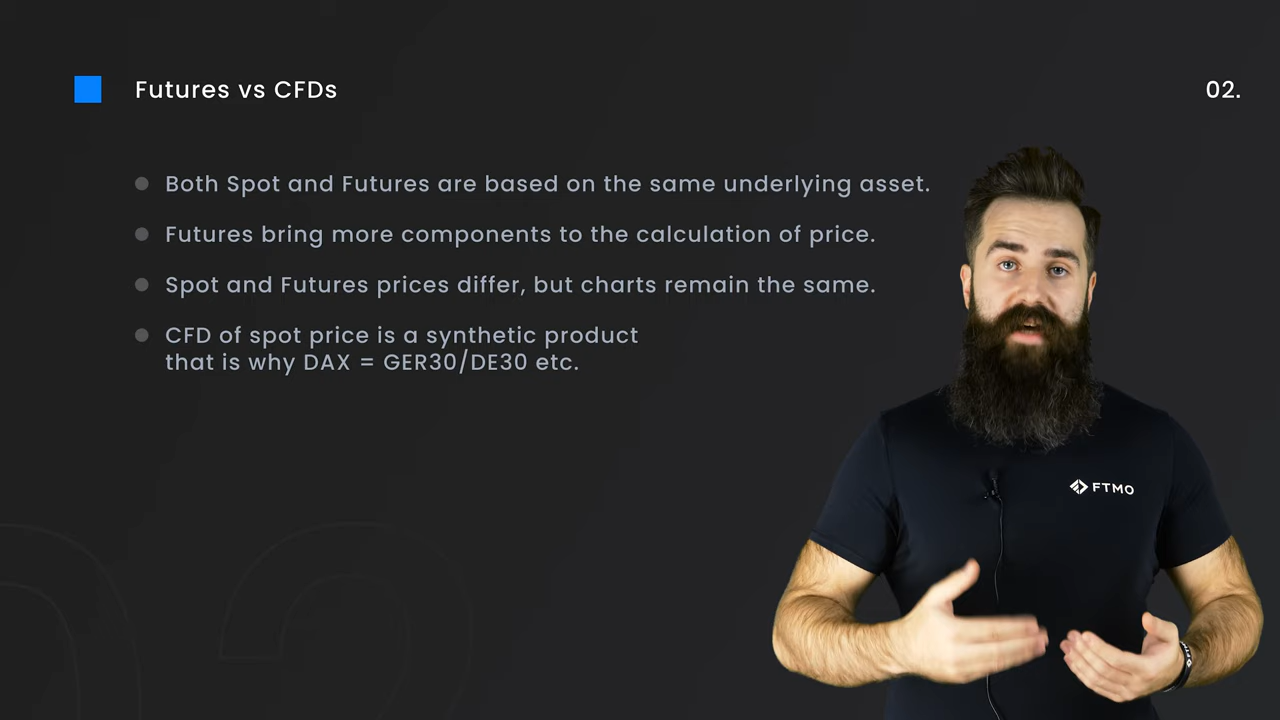 Futures vs CFDs
02.
Both Spot and Futures are based on the same underlying asset.
Futures bring more components to the calculation of price.
Spot and Futures prices differ, but charts remain the same.
CFD of spot price is a synthetic product
that is why DAX = GER30/DE30 etc.
FTMO
02